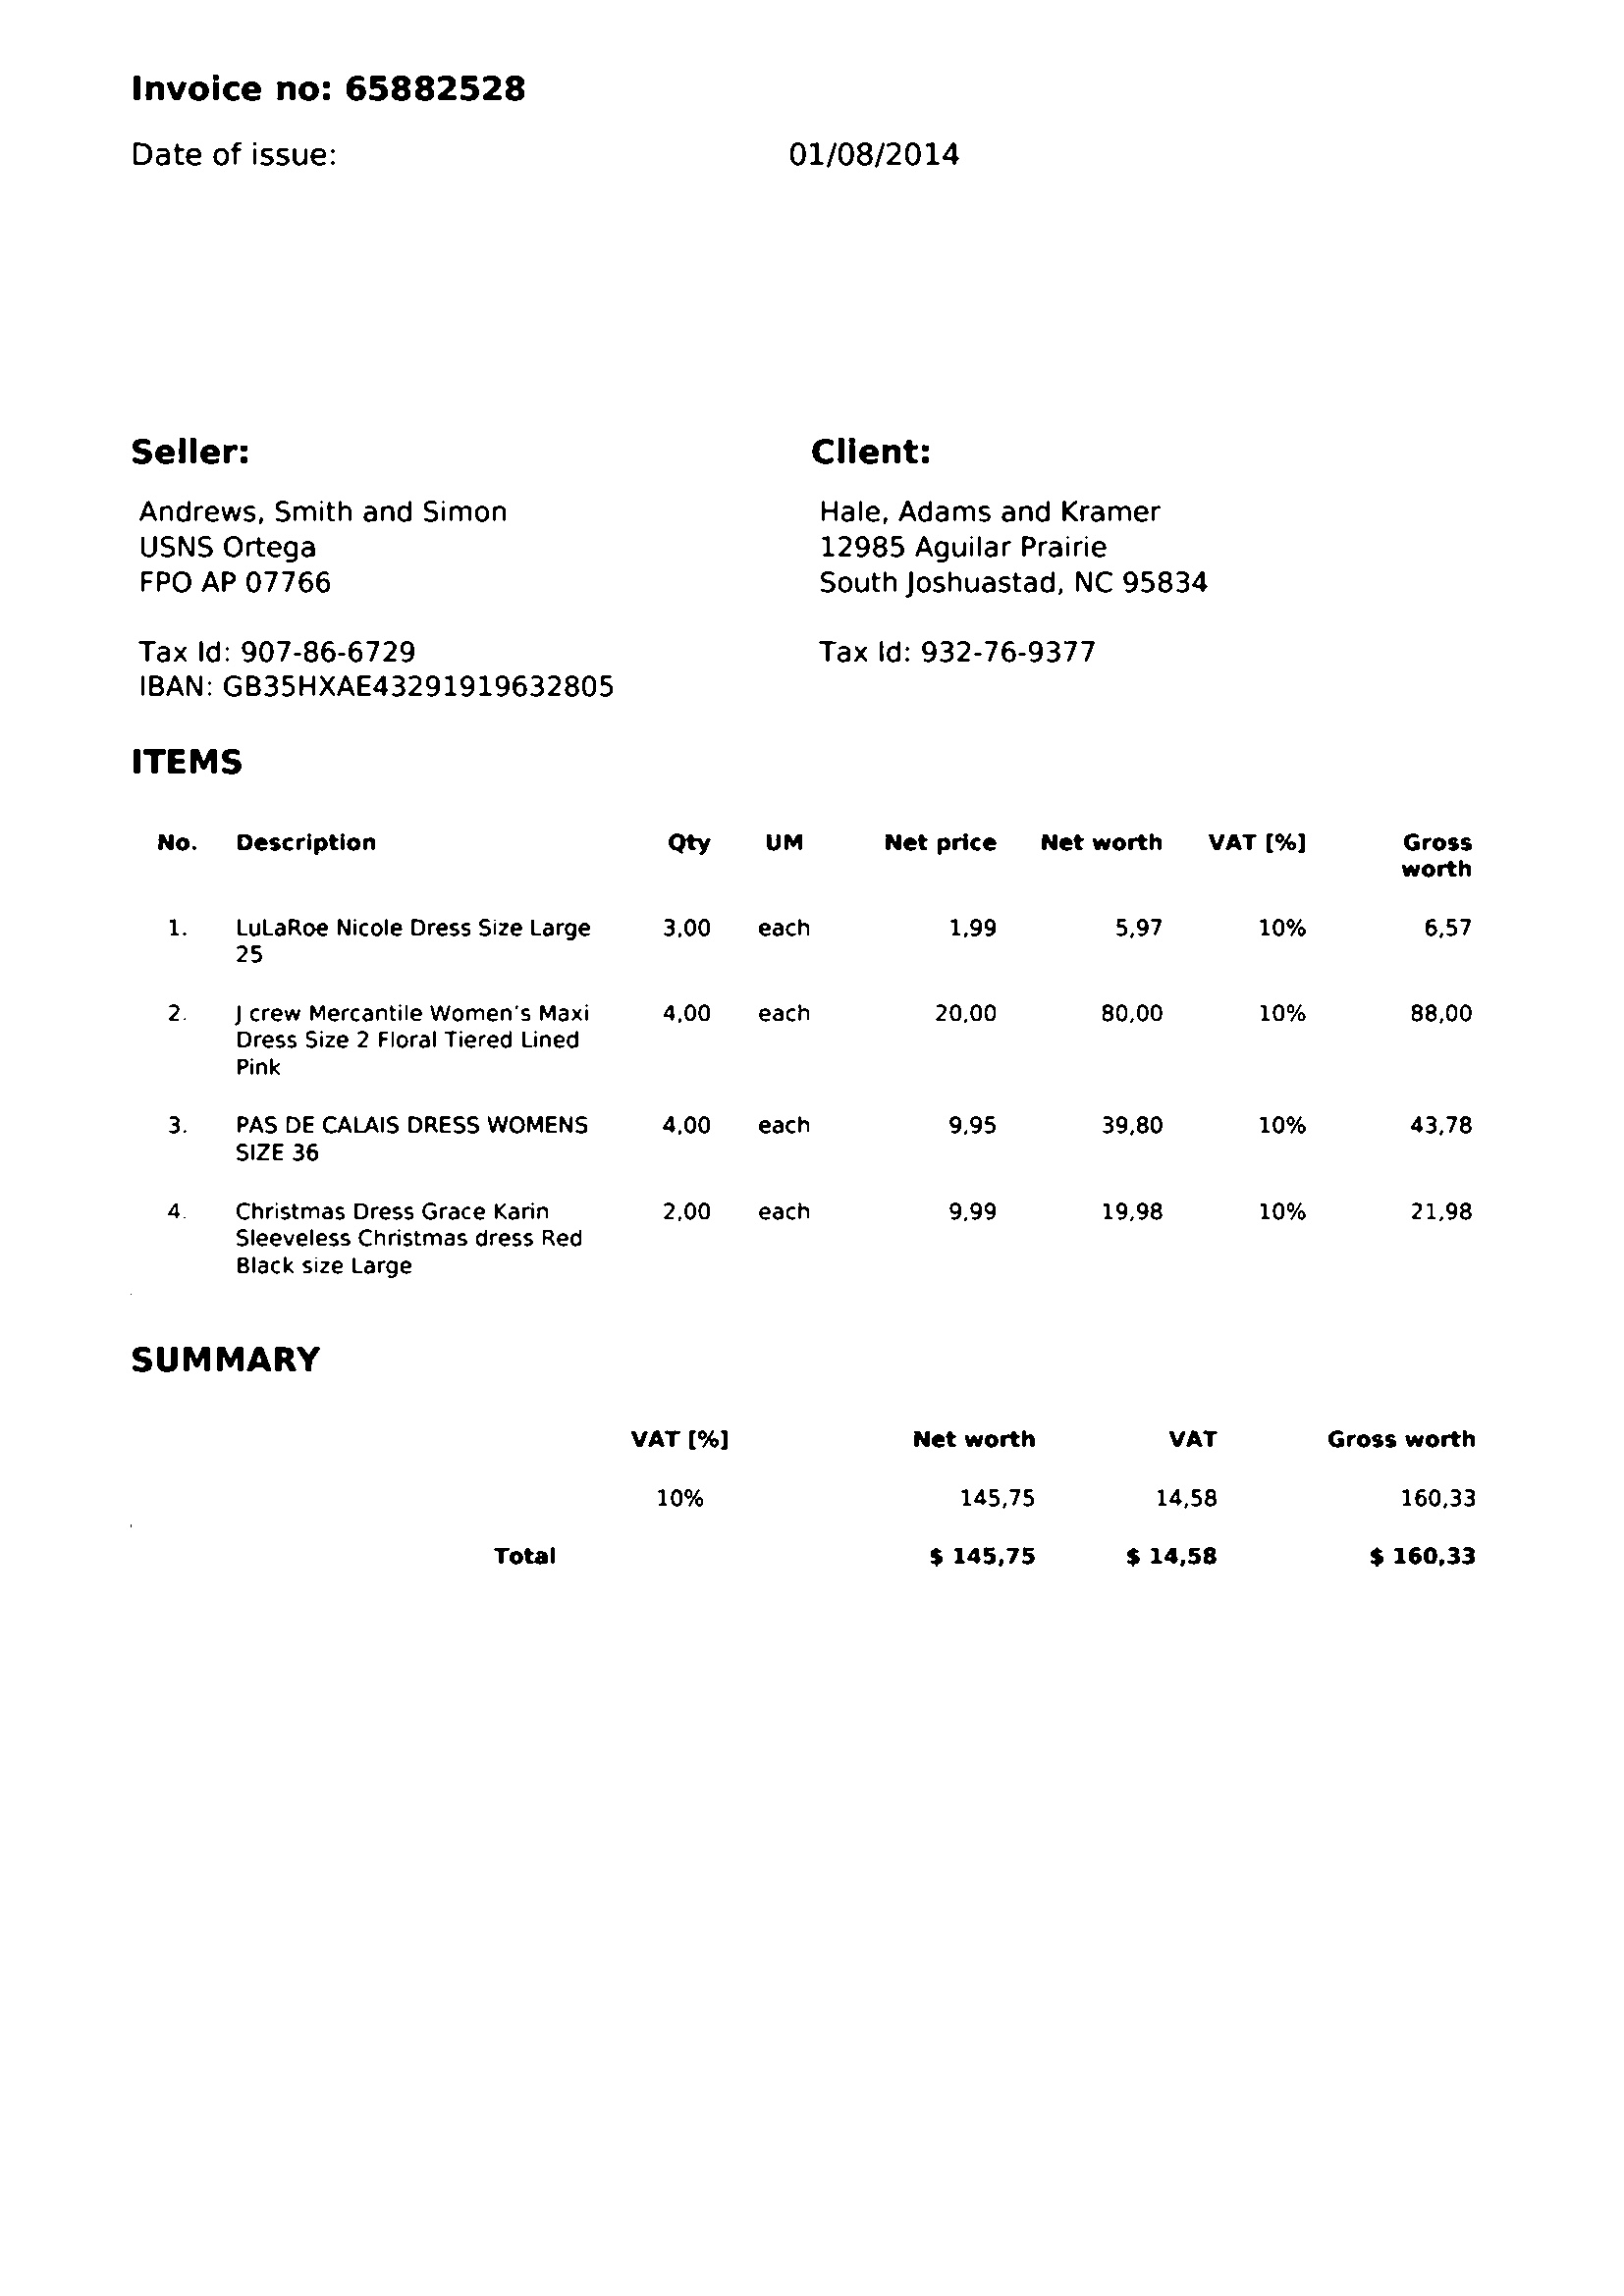 Invoice no: 65882528
Date of issue: 01/08/2014
Seller: Client:
Andrews, Smith and Simon Hale, Adams and Kramer
USNS Ortega 12985 Aguilar Prairie
FPO AP 07766 South Joshuastad, NC 95834
Tax Id: 907-86-6729 Tax Id: 932-76-9377
IBAN: GB35HXAE43291919632805
ITEMS
No. Description Qty UM Net price Net worth VAT [%] Gross
worth
1. LuLaRoe Nicole Dress Size Large 3,00 each 1,99 5,97 10% 6,57
25
2. J crew Mercantile Women's Maxi 4,00 each 20,00 80,00 10% 88,00
Dress Size 2 Floral Tiered Lined
Pink
3. PAS DE CALAIS DRESS WOMENS 4,00 each 9,95 39,80 10% 43,78
SIZE 36
4. Christmas Dress Grace Karin 2,00 each 9,99 19,98 10% 21,98
Sleeveless Christmas dress Red
Black size Large
SUMMARY
VAT [%] Net worth VAT Gross worth
10% 145,75 14,58 160,33
Total $ 145,75 $ 14,58 $ 160,33